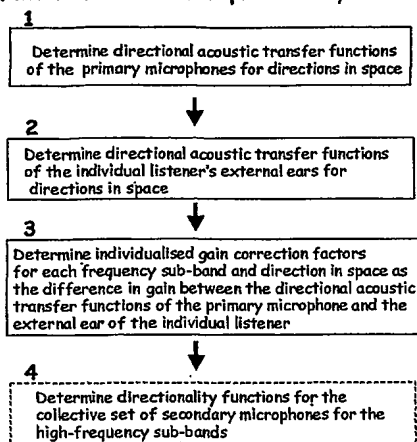 1
Determine directional acoustic transfer functions
of the primary microphones for directions in space
2
Determine directional acoustic transfer functions
of the individual listener's external ears for
directions in space
3
Determine individualised gain correction factors
for each frequency sub-band and direction in space as
the difference in gain between the directional acoustic
transfer functions of the primary microphone and the
external ear of the individual listener
4
Determine directionality functions for the
collective set of secondary microphones for the
high-frequency sub-bands